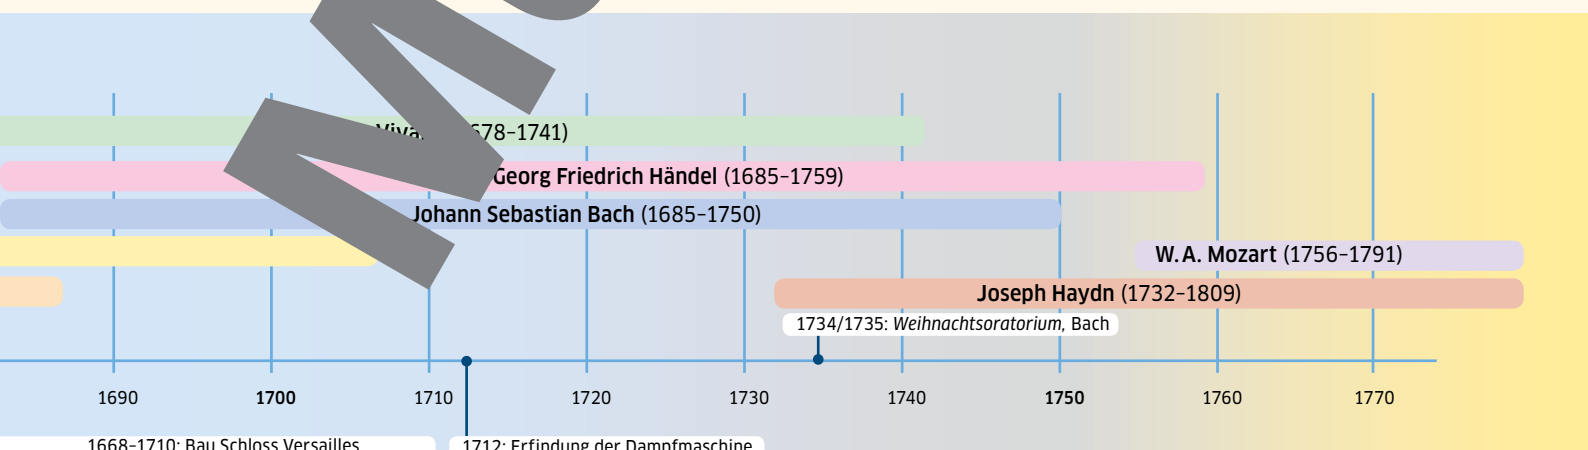 678–1741)
Georg Friedrich Händel (1685–1759)
Johann Sebastian Bach (1685–1750)
W. A. Mozart (1756–1791)
Joseph Haydn (1732–1809)
1734/1735: Weihnachtsoratorium, Bach
1690 1700 1710 1720 1730 1740 1750 1760 1770
1668–1710: Bau Schloss Versailles
1712: Erfindung der Dampfmaschine